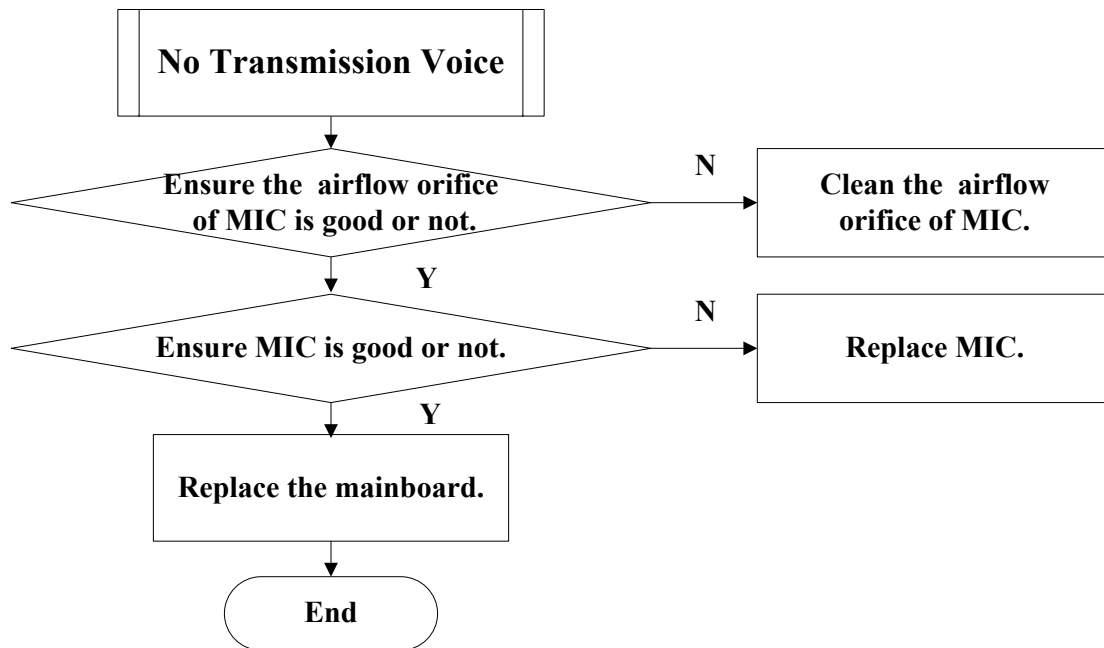 No Transmission Voice
Ensure the airflow orifice
of MIC is good or not.
N
Clean the airflow
orifice of MIC.
Y
Ensure MIC is good or not.
N
Replace MIC.
Y
Replace the mainboard.
End